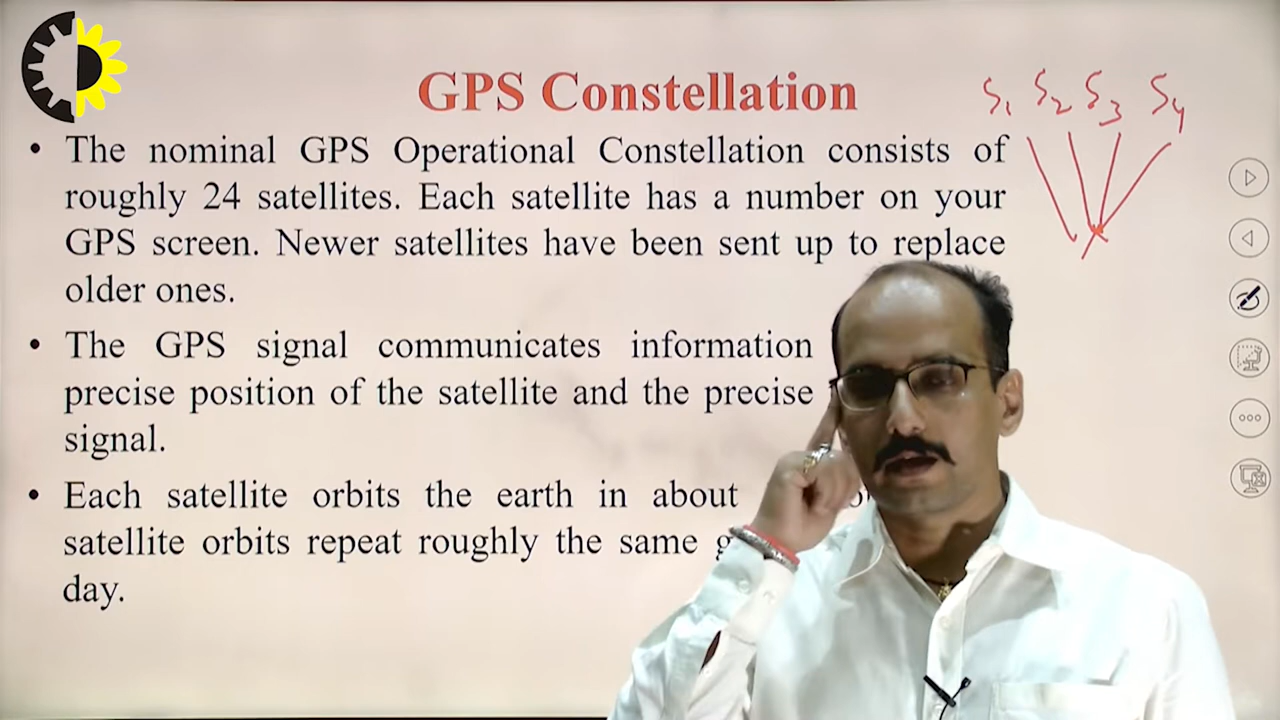 GPS Constellation
S1 S2 S3 S4
• The nominal GPS Operational Constellation consists of
roughly 24 satellites. Each satellite has a number on your
GPS screen. Newer satellites have been sent up to replace
older ones.
• The GPS signal communicates information
precise position of the satellite and the precise
signal.
• Each satellite orbits the earth in about
satellite orbits repeat roughly the same
day.